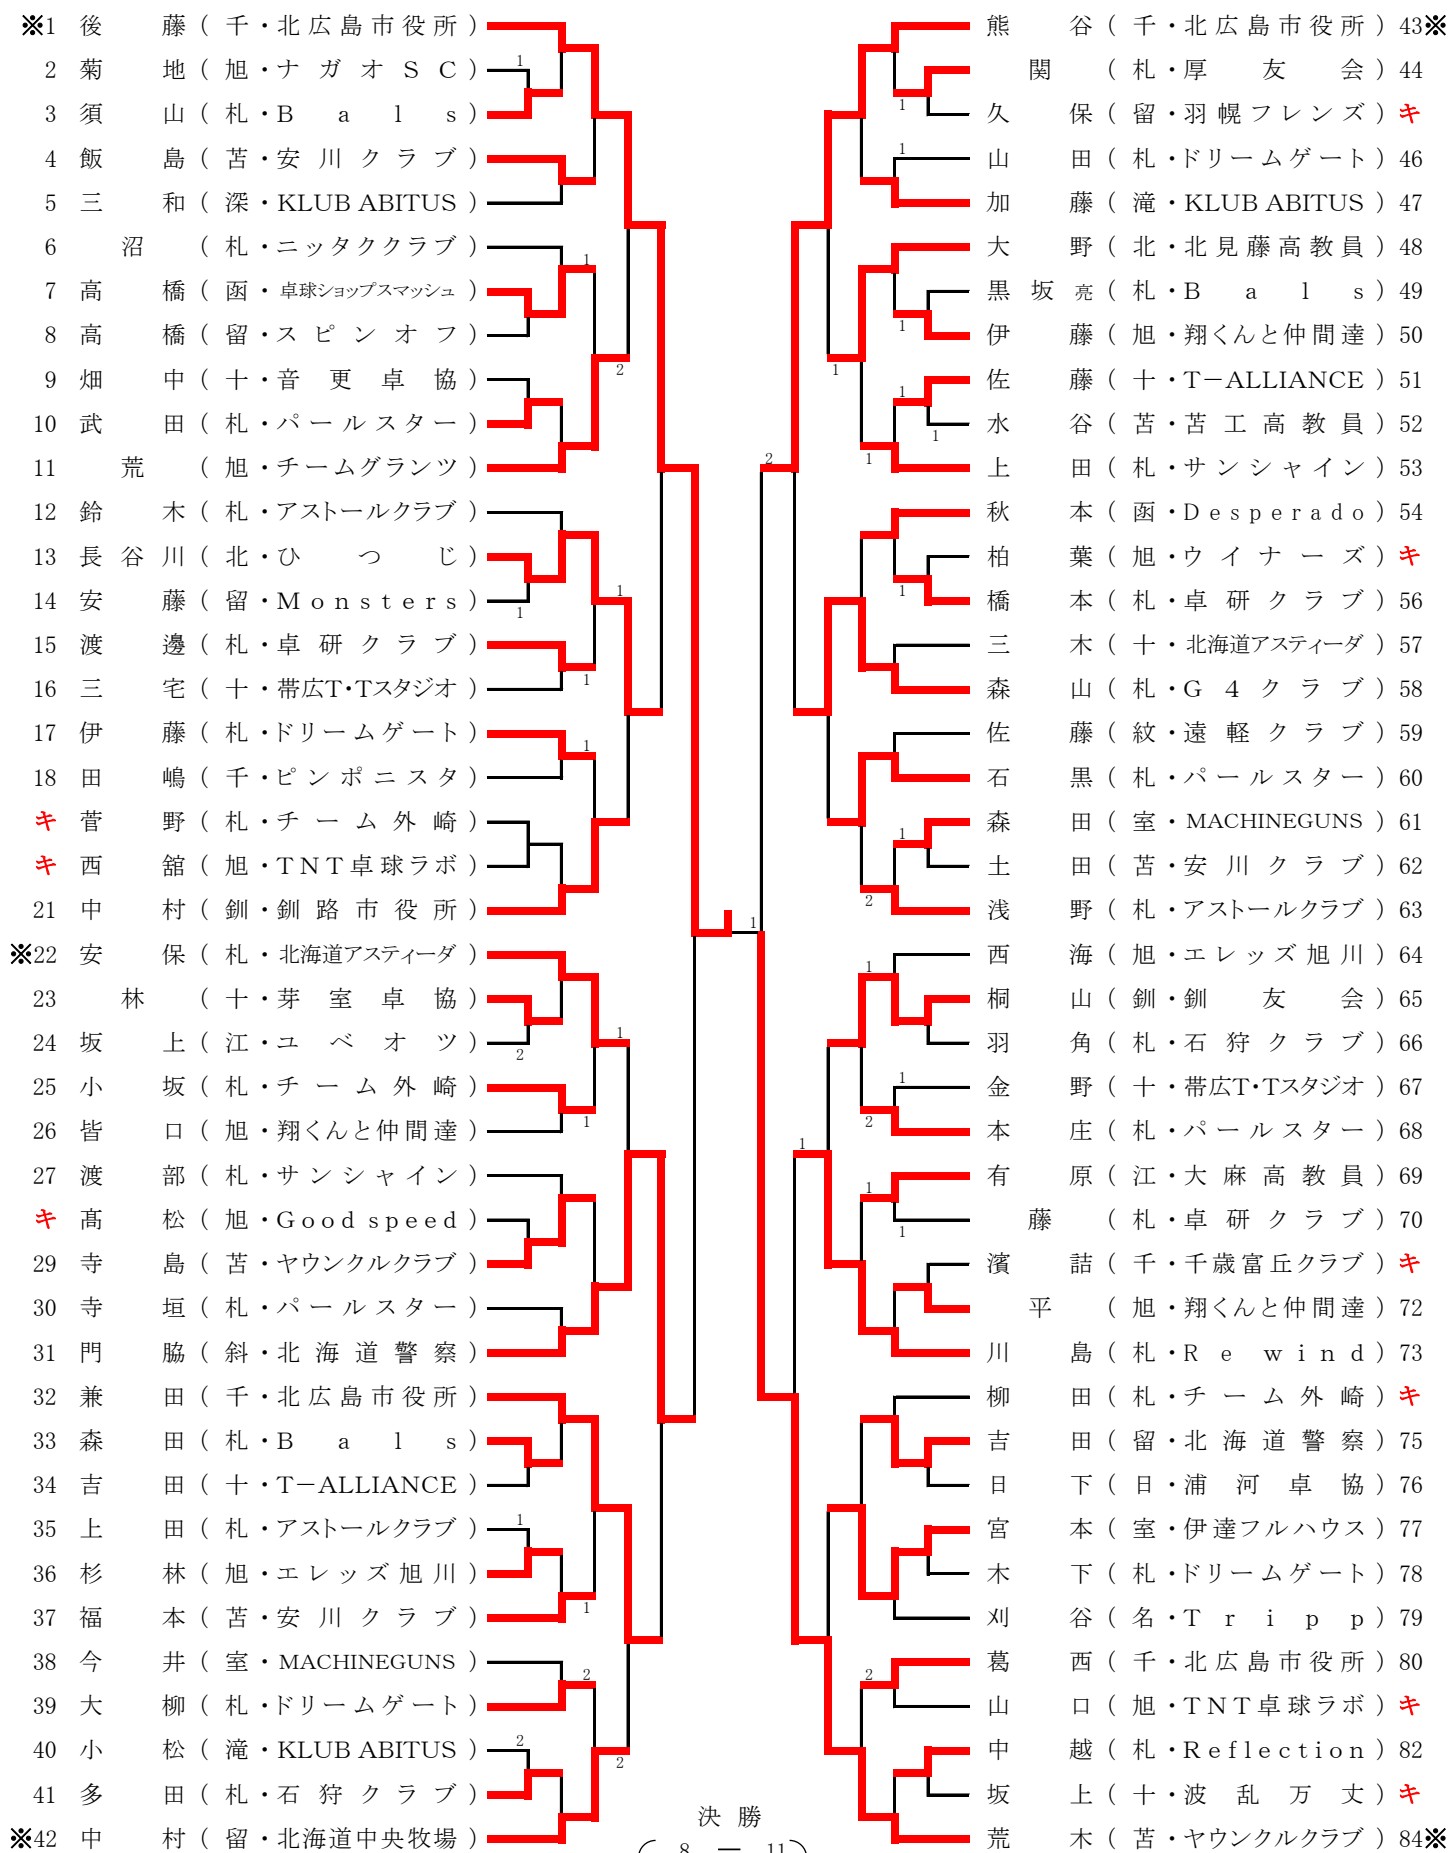 ※1 後藤(千・北広島市役所)
2 菊地(旭・ナガオSC)
3 須山(札・Bals)
4 飯島(苫・安川クラブ)
5 三和(深・KLUB ABITUS)
6 沼(札・ニッタククラブ)
7 高橋(函・卓球ショップスマッシュ)
8 高橋(留・スピンオフ)
9 畑中(十・音更卓協)
10 武田(札・パールスター)
11 荒(旭・チームグランツ)
12 鈴木(札・アストールクラブ)
13 長谷川(北・ひつじ)
14 安藤(留・Monsters)
15 渡邊(札・卓研クラブ)
16 三宅(十・帯広T・Tスタジオ)
17 伊藤(札・ドリームゲート)
18 田嶋(千・ピンポニスタ)
キ 菅野(札・チーム外崎)
キ 西舘(旭・TNT卓球ラボ)
21 中村(釧・釧路市役所)
※22 安保(札・北海道アスティーダ)
23 林(十・芽室卓協)
24 坂上(江・ユベオツ)
25 小坂(札・チーム外崎)
26 皆口(旭・翔くんと仲間達)
27 渡部(札・サンシャイン)
キ 髙松(旭・Good speed)
29 寺島(苫・ヤウンクルクラブ)
30 寺垣(札・パールスター)
31 門脇(斜・北海道警察)
32 兼田(千・北広島市役所)
33 森田(札・Bals)
34 吉田(十・T-ALLIANCE)
35 上田(札・アストールクラブ)
36 杉林(旭・エレッズ旭川)
37 福本(苫・安川クラブ)
38 今井(室・MACHINEGUNS)
39 大柳(札・ドリームゲート)
40 小松(滝・KLUB ABITUS)
41 多田(札・石狩クラブ)
※42 中村(留・北海道中央牧場)
1
1
2
1
1
1
1
2
1
1
1
2
2
2
2
1
1
決勝
8 ― 11
熊谷(千・北広島市役所)43※
関(札・厚友会)44
久保(留・羽幌フレンズ)キ
山田(札・ドリームゲート)46
加藤(滝・KLUB ABITUS)47
大野(北・北見藤高教員)48
黒坂亮(札・Bals)49
伊藤(旭・翔くんと仲間達)50
佐藤(十・T-ALLIANCE)51
水谷(苫・苫工高教員)52
上田(札・サンシャイン)53
秋本(函・Desperado)54
柏葉(旭・ウイナーズ)キ
橋本(札・卓研クラブ)56
三木(十・北海道アスティーダ)57
森山(札・G4クラブ)58
佐藤(紋・遠軽クラブ)59
石黒(札・パールスター)60
森田(室・MACHINEGUNS)61
土田(苫・安川クラブ)62
浅野(札・アストールクラブ)63
西海(旭・エレッズ旭川)64
桐山(釧・釧友会)65
羽角(札・石狩クラブ)66
金野(十・帯広T・Tスタジオ)67
本庄(札・パールスター)68
有原(江・大麻高教員)69
藤(札・卓研クラブ)70
濱詰(千・千歳富丘クラブ)キ
平(旭・翔くんと仲間達)72
川島(札・Re wind)73
柳田(札・チーム外崎)キ
吉田(留・北海道警察)75
日下(日・浦河卓協)76
宮本(室・伊達フルハウス)77
木下(札・ドリームゲート)78
刈谷(名・Tripp)79
葛西(千・北広島市役所)80
山口(旭・TNT卓球ラボ)キ
中越(札・Reflection)82
坂上(十・波乱万丈)キ
荒木(苫・ヤウンクルクラブ)84※
1
1
1
1
1
1
1
2
1
1
2
1
1
2
1
1
1
2